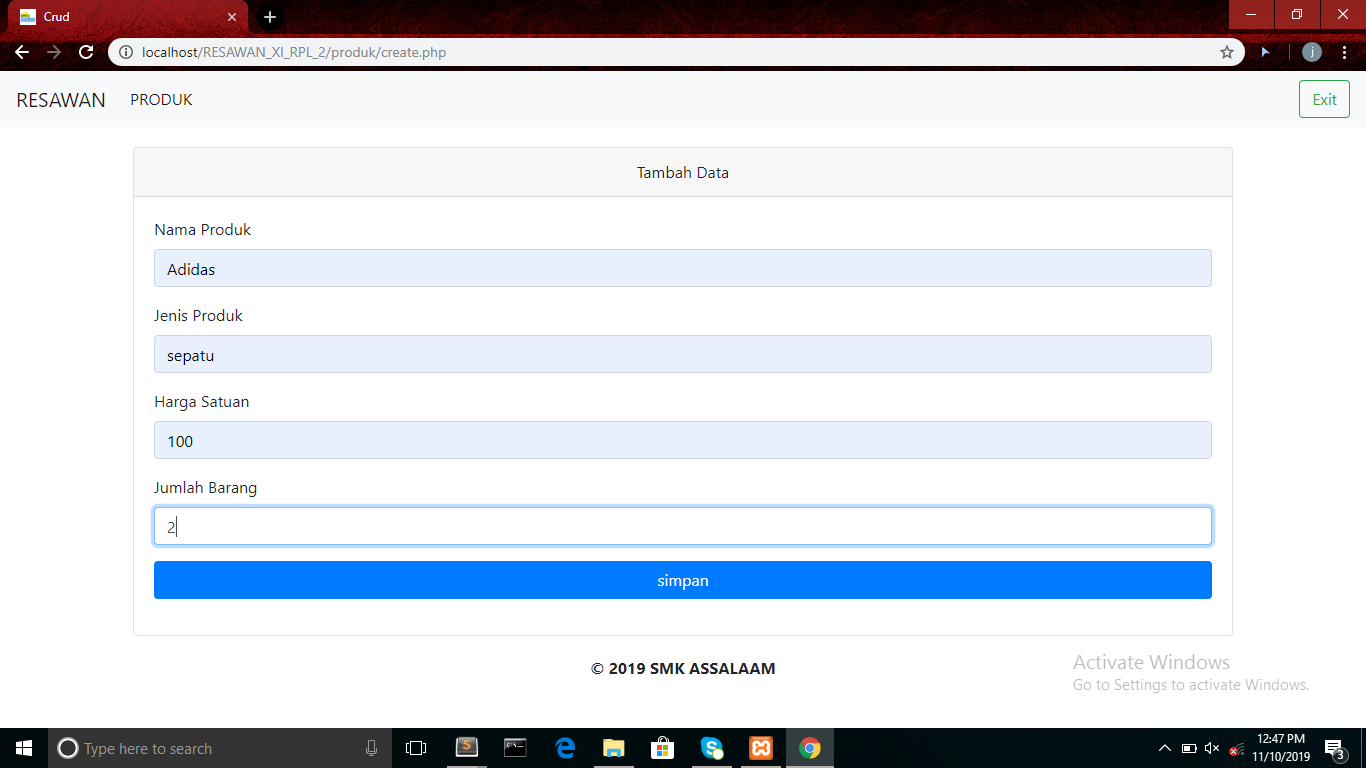 Crud
localhost/RESAWAN_XI_RPL_2/produk/create.php
j
RESAWAN
PRODUK
Exit
Tambah Data
Nama Produk
Adidas
Jenis Produk
sepatu
Harga Satuan
100
Jumlah Barang
2
simpan
© 2019 SMK ASSALAAM
Activate Windows
Go to Settings to activate Windows.
Type here to search
12:47 PM
11/10/2019
3